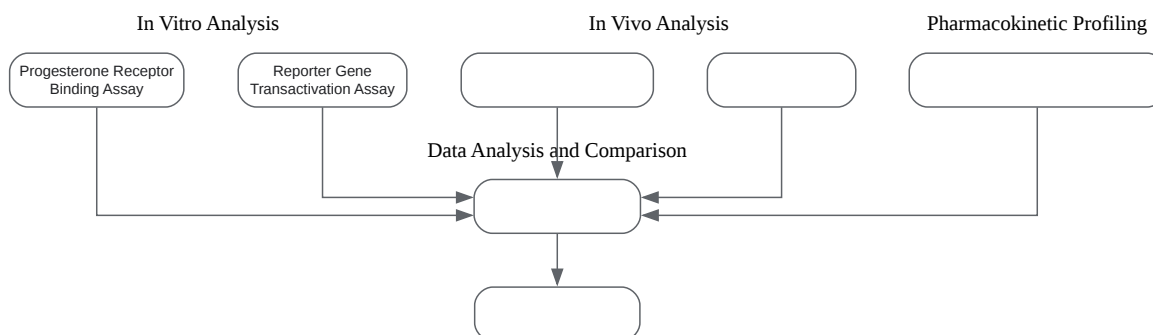 In Vitro Analysis
In Vivo Analysis
Pharmacokinetic Profiling
Progesterone Receptor
Binding Assay
Reporter Gene
Transactivation Assay
Data Analysis and Comparison